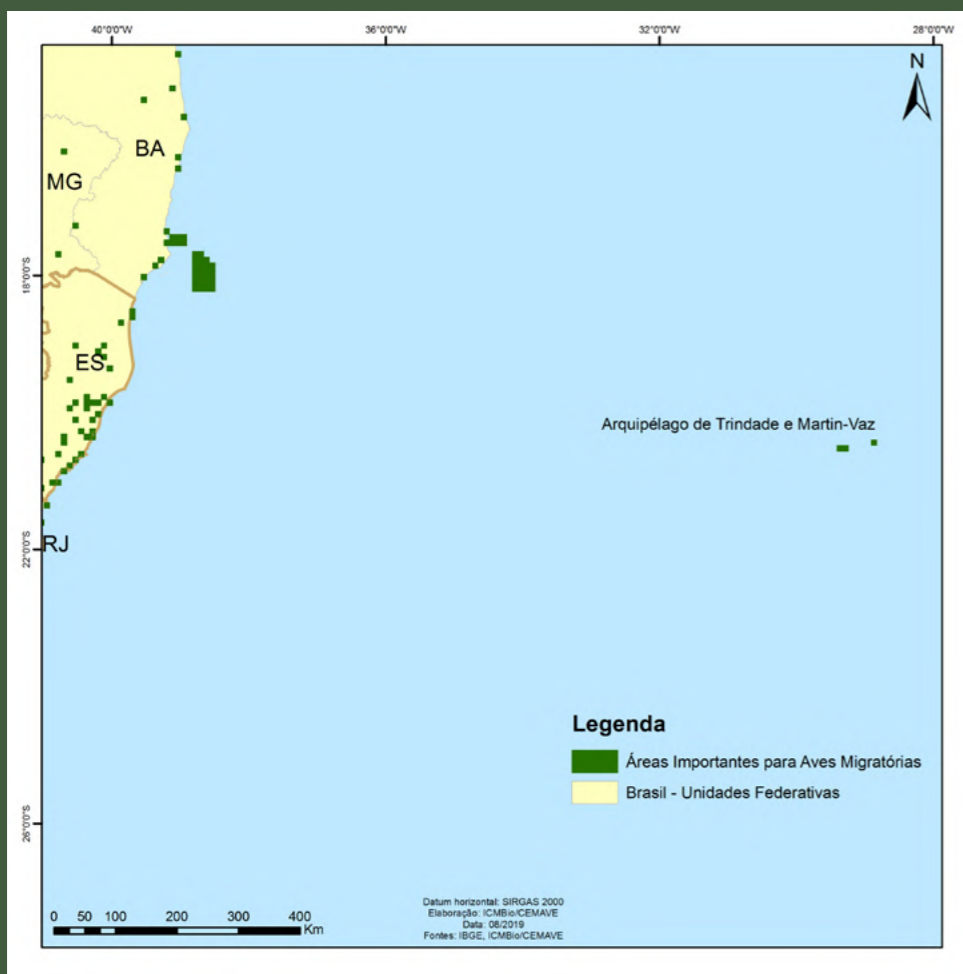 40°0'0"W
36°0'0"W
32°0'0"W
28°0'0"W
N
BA
MG
18°0'0"S
ES
Arquipélago de Trindade e Martin-Vaz
22°0'0"S
RJ
Legenda
Áreas Importantes para Aves Migratórias
Brasil - Unidades Federativas
26°0'0"S
0 50 100 200 300 400
Km
Datum horizontal: SIRGAS 2000
Elaboração: ICMBio/CEMAVE
Data: 08/2019
Fontes: IBGE, ICMBio/CEMAVE